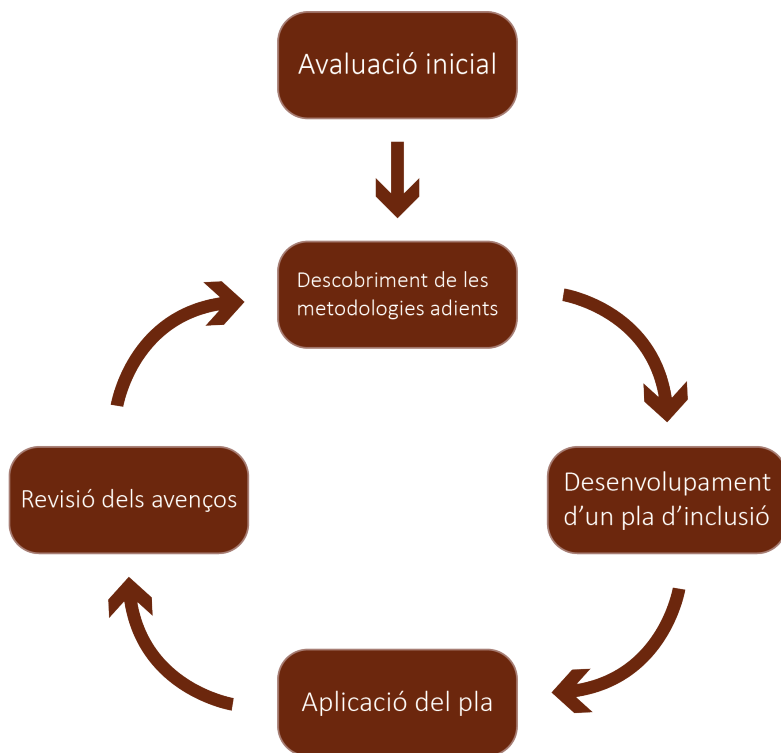 Avaluació inicial
Descobriment de les
metodologies adients
Desenvolupament
d’un pla d’inclusió
Aplicació del pla
Revisió dels avenços